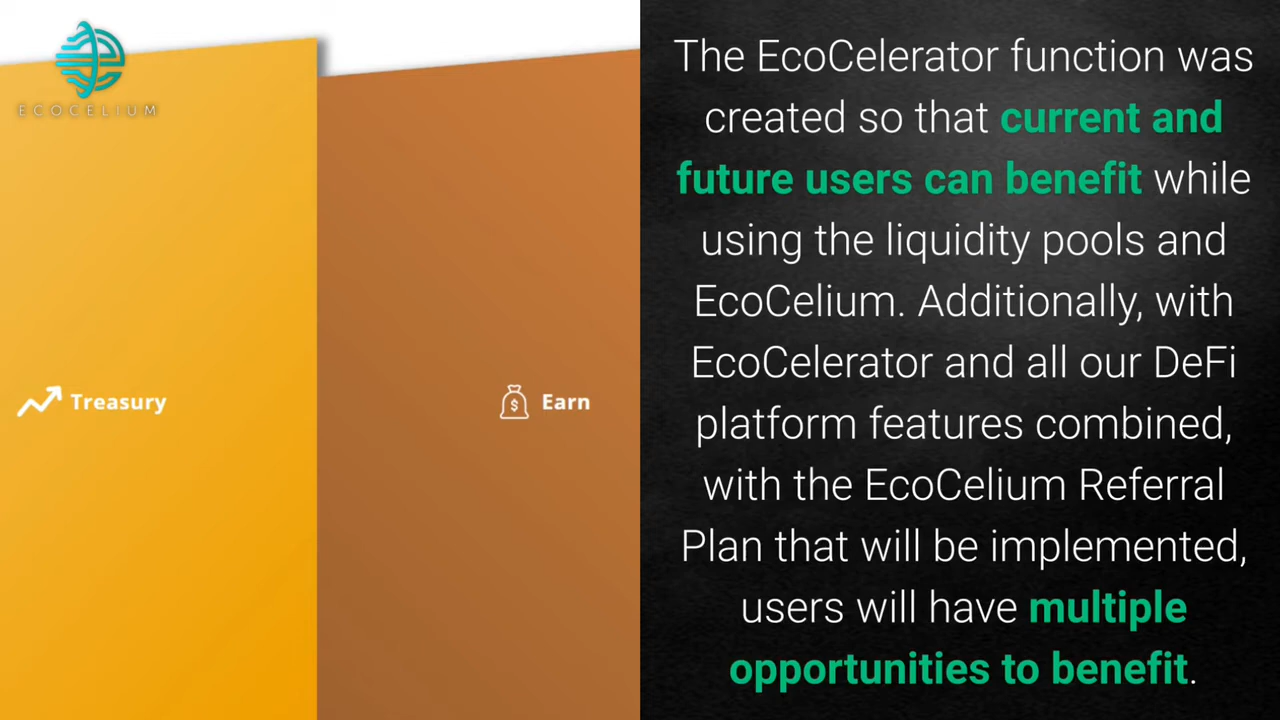 ECOCELIUM
Treasury
Earn
The EcoCelerator function was
created so that current and
future users can benefit while
using the liquidity pools and
EcoCelium. Additionally, with
EcoCelerator and all our DeFi
platform features combined,
with the EcoCelium Referral
Plan that will be implemented,
users will have multiple
opportunities to benefit.